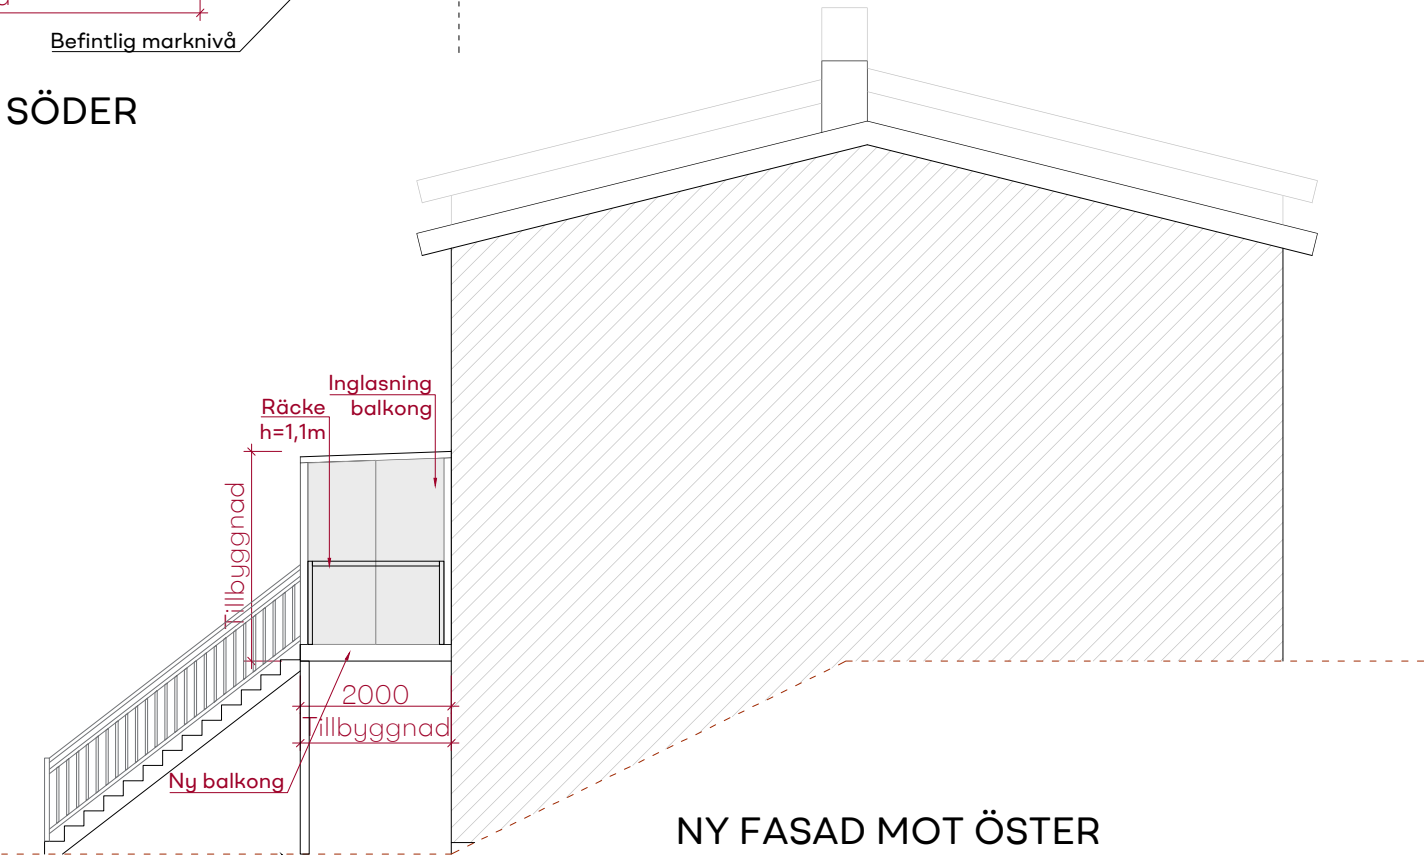 Befintlig marknivå
SÖDER
Inglasning
balkong
Räcke
h=1,1m
Tillbyggnad
2000
Tillbyggnad
Ny balkong
NY FASAD MOT ÖSTER